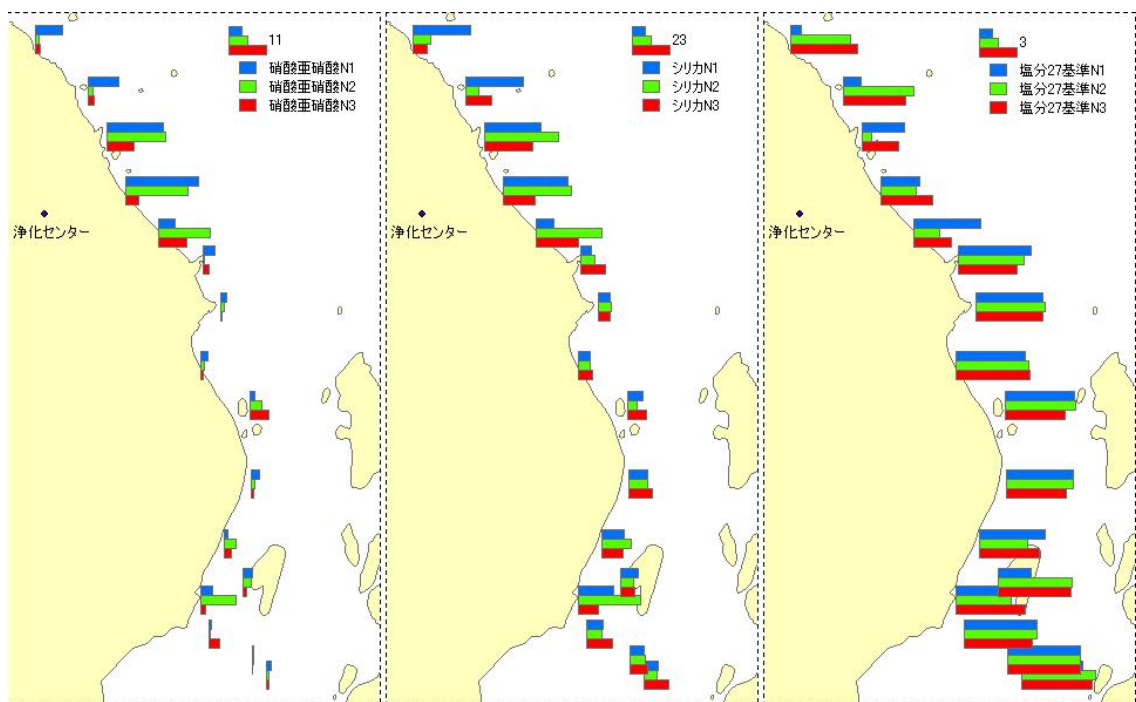 11
硝酸亜硝酸N1
硝酸亜硝酸N2
硝酸亜硝酸N3
浄化センター
23
シリカN1
シリカN2
シリカN3
浄化センター
3
塩分27基準N1
塩分27基準N2
塩分27基準N3
浄化センター